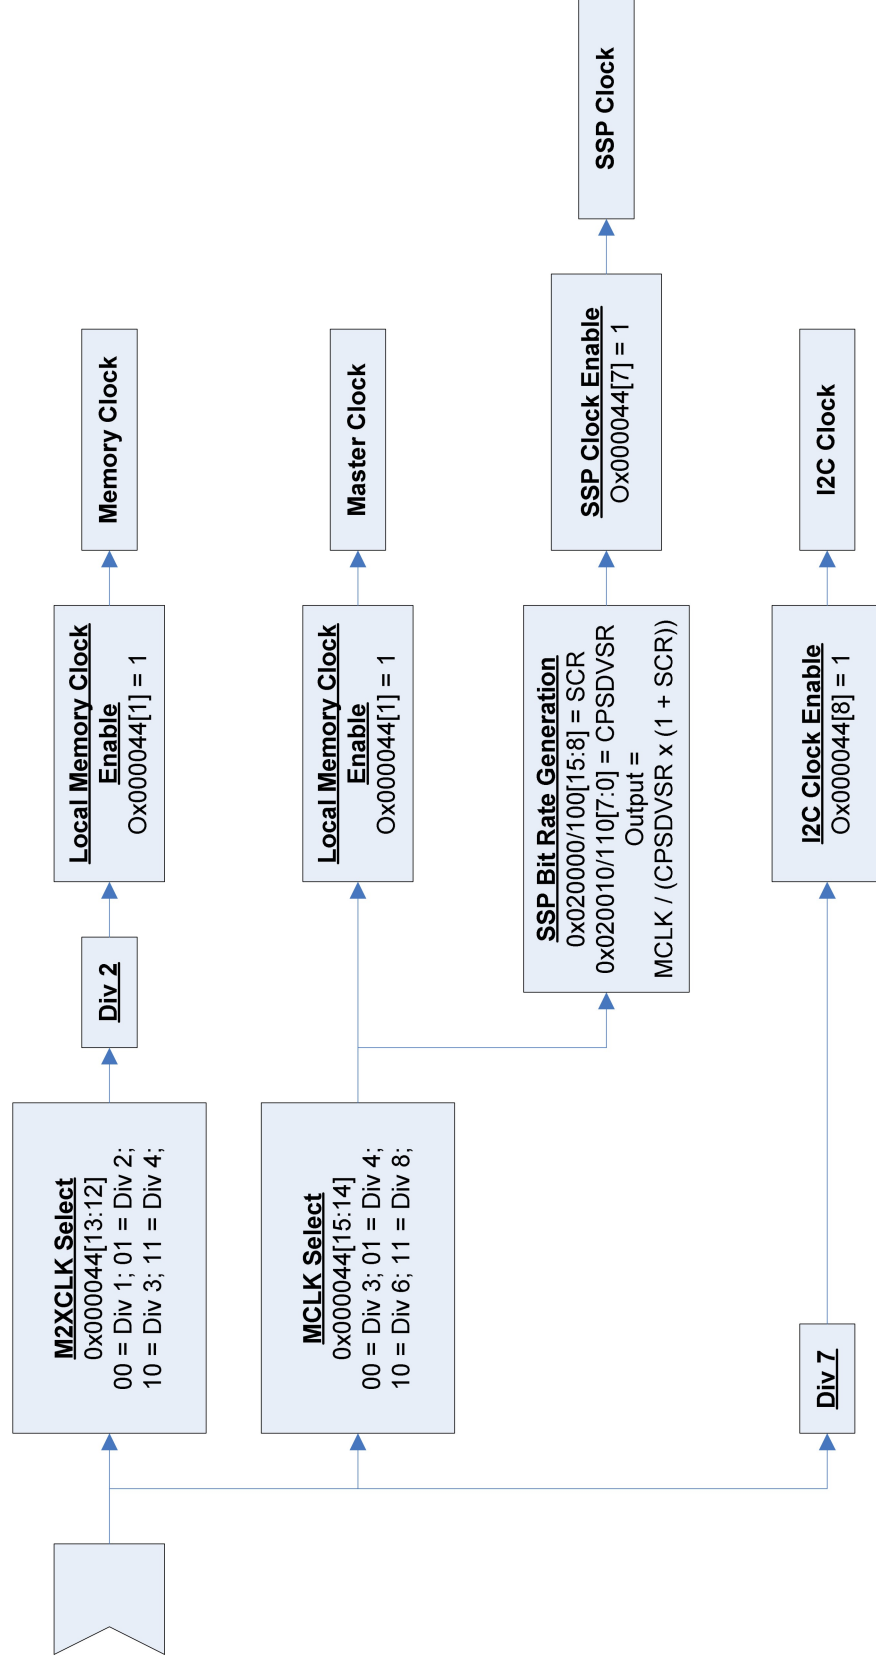 M2XCLK Select
0x000044[13:12]
00 = Div 1; 01 = Div 2;
10 = Div 3; 11 = Div 4;
Div 2
Local Memory Clock
Enable
Ox000044[1] = 1
Memory Clock
MCLK Select
0x000044[15:14]
00 = Div 3; 01 = Div 4;
10 = Div 6; 11 = Div 8;
Local Memory Clock
Enable
Ox000044[1] = 1
Master Clock
SSP Bit Rate Generation
0x020000/100[15:8] = SCR
0x020010/110[7:0] = CPSDVSR
Output =
MCLK / (CPSDVSR x (1 + SCR))
SSP Clock Enable
Ox000044[7] = 1
SSP Clock
Div 7
I2C Clock Enable
Ox000044[8] = 1
I2C Clock